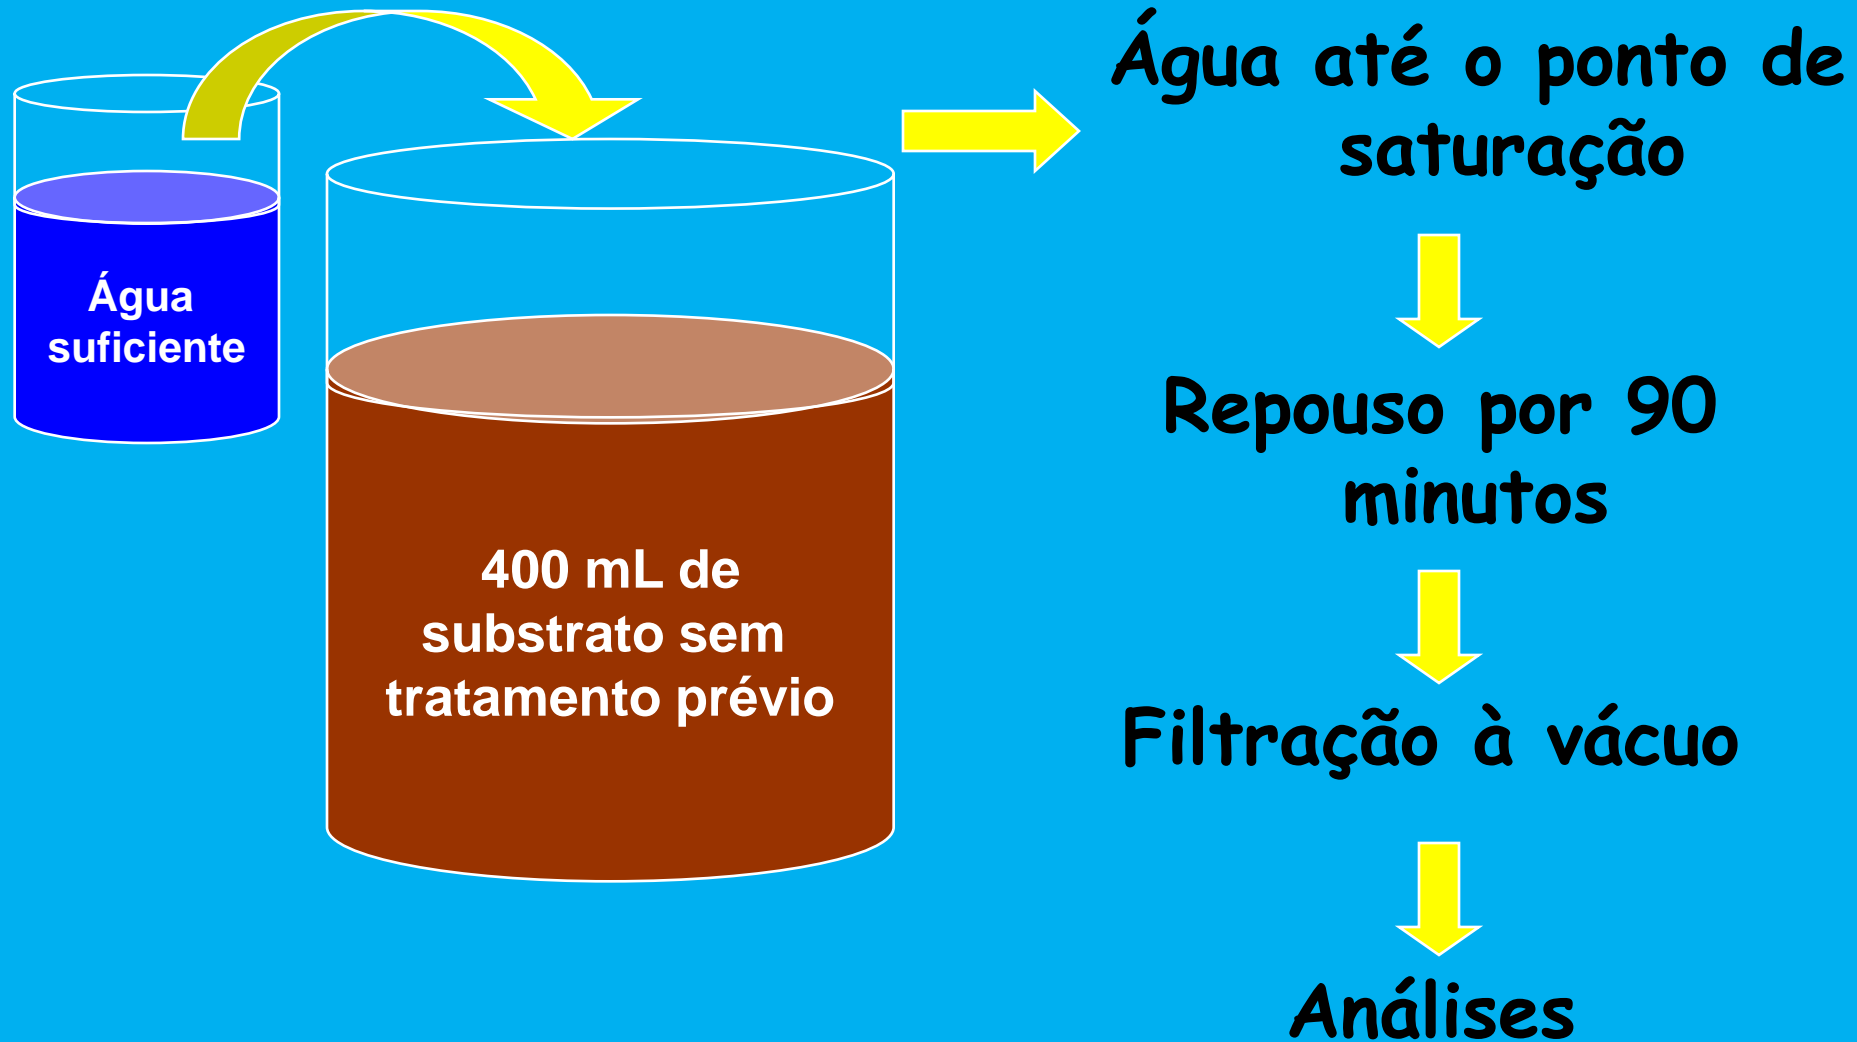 Água
suficiente
400 mL de
substrato sem
tratamento prévio
Água até o ponto de
saturação
Repouso por 90
minutos
Filtração à vácuo
Análises